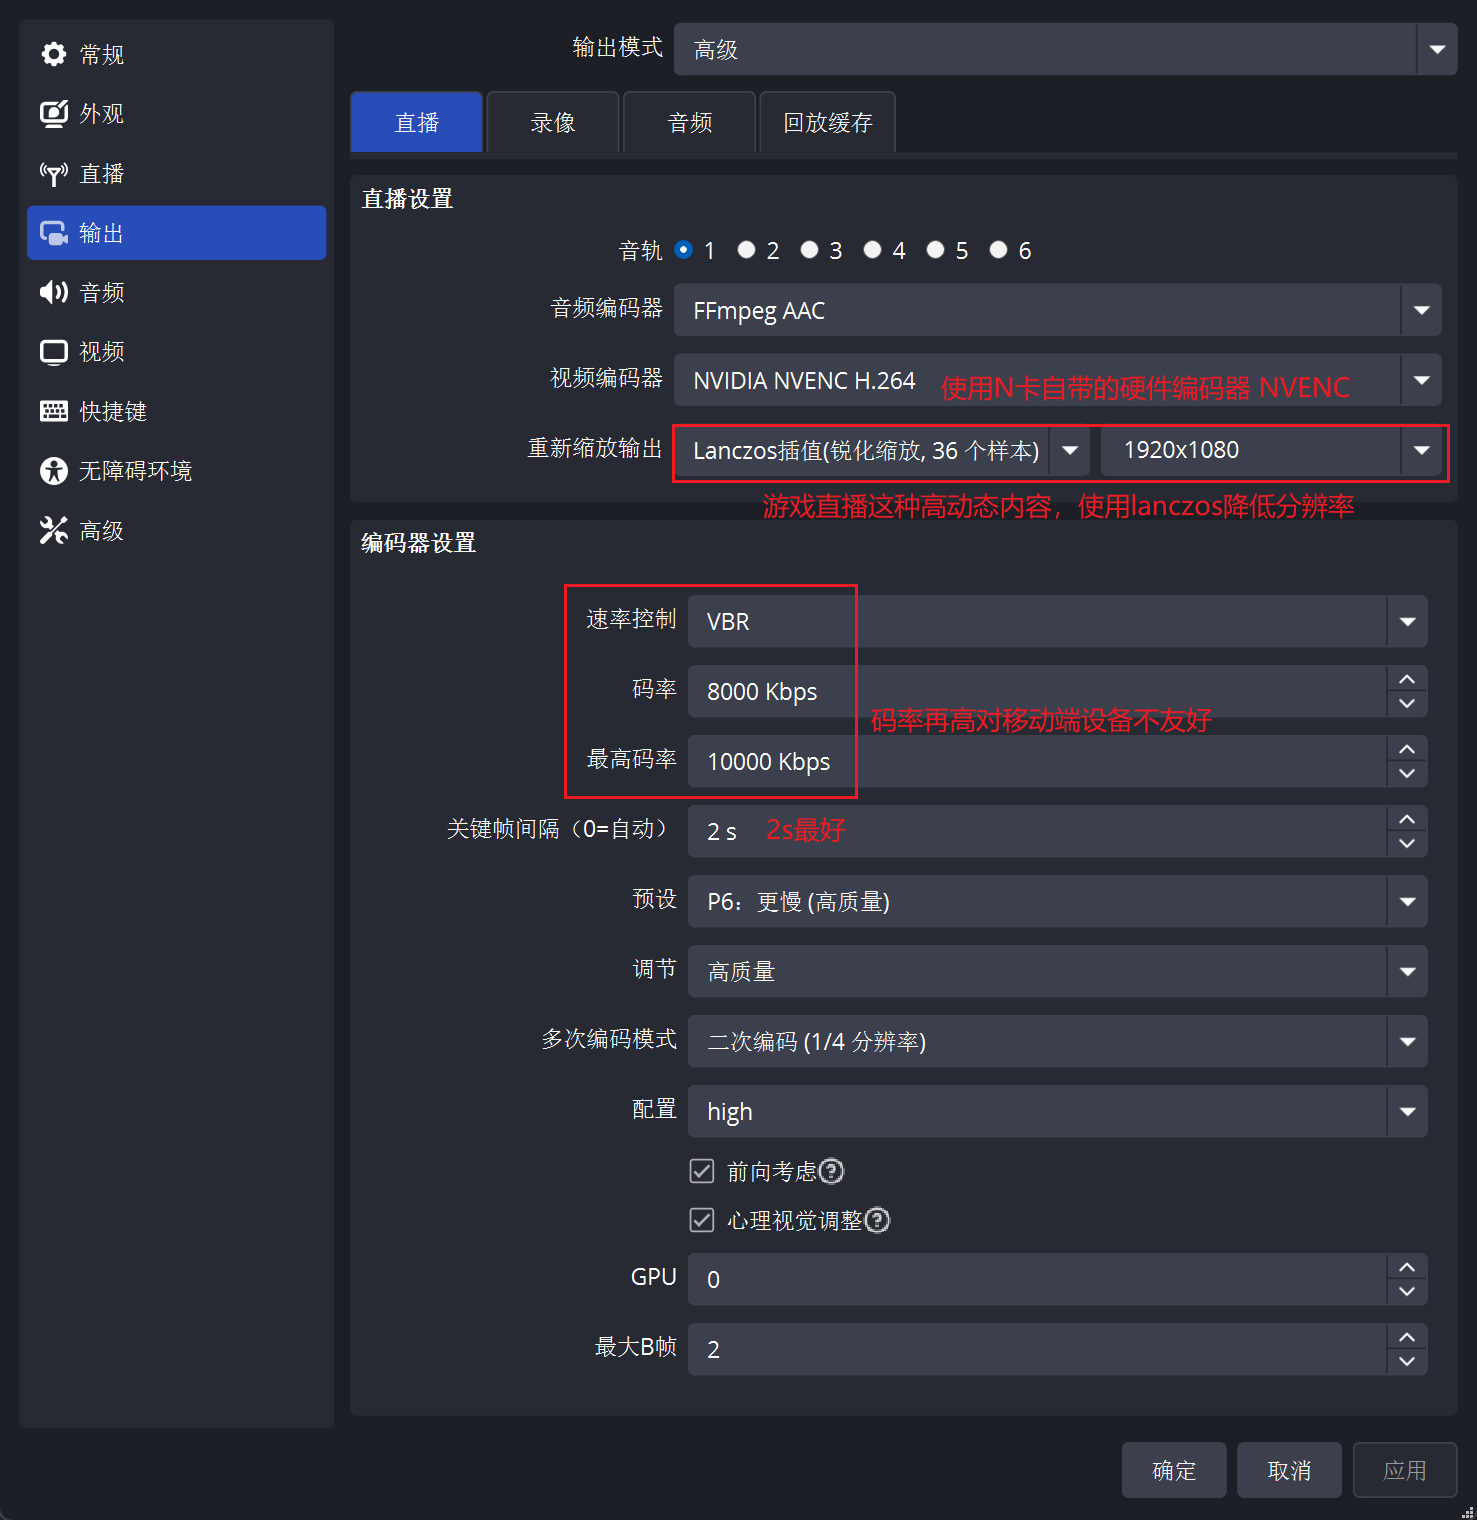 常规
外观
直播
输出
音频
视频
快捷键
无障碍环境
高级
输出模式 高级
直播 录像 音频 回放缓存
直播设置
音轨 1 2 3 4 5 6
音频编码器 FFmpeg AAC
视频编码器 NVIDIA NVENC H.264 使用N卡自带的硬件编码器 NVENC
重新缩放输出 Lanczos插值(锐化缩放, 36 个样本) 1920x1080
游戏直播这种高动态内容，使用lanczos降低分辨率
编码器设置
速率控制 VBR
码率 8000 Kbps
码率再高对移动端设备不友好
最高码率 10000 Kbps
关键帧间隔（0=自动） 2 s 2s最好
预设 P6：更慢 (高质量)
调节 高质量
多次编码模式 二次编码 (1/4 分辨率)
配置 high
前向考虑?
心理视觉调整?
GPU 0
最大B帧 2
确定 取消 应用